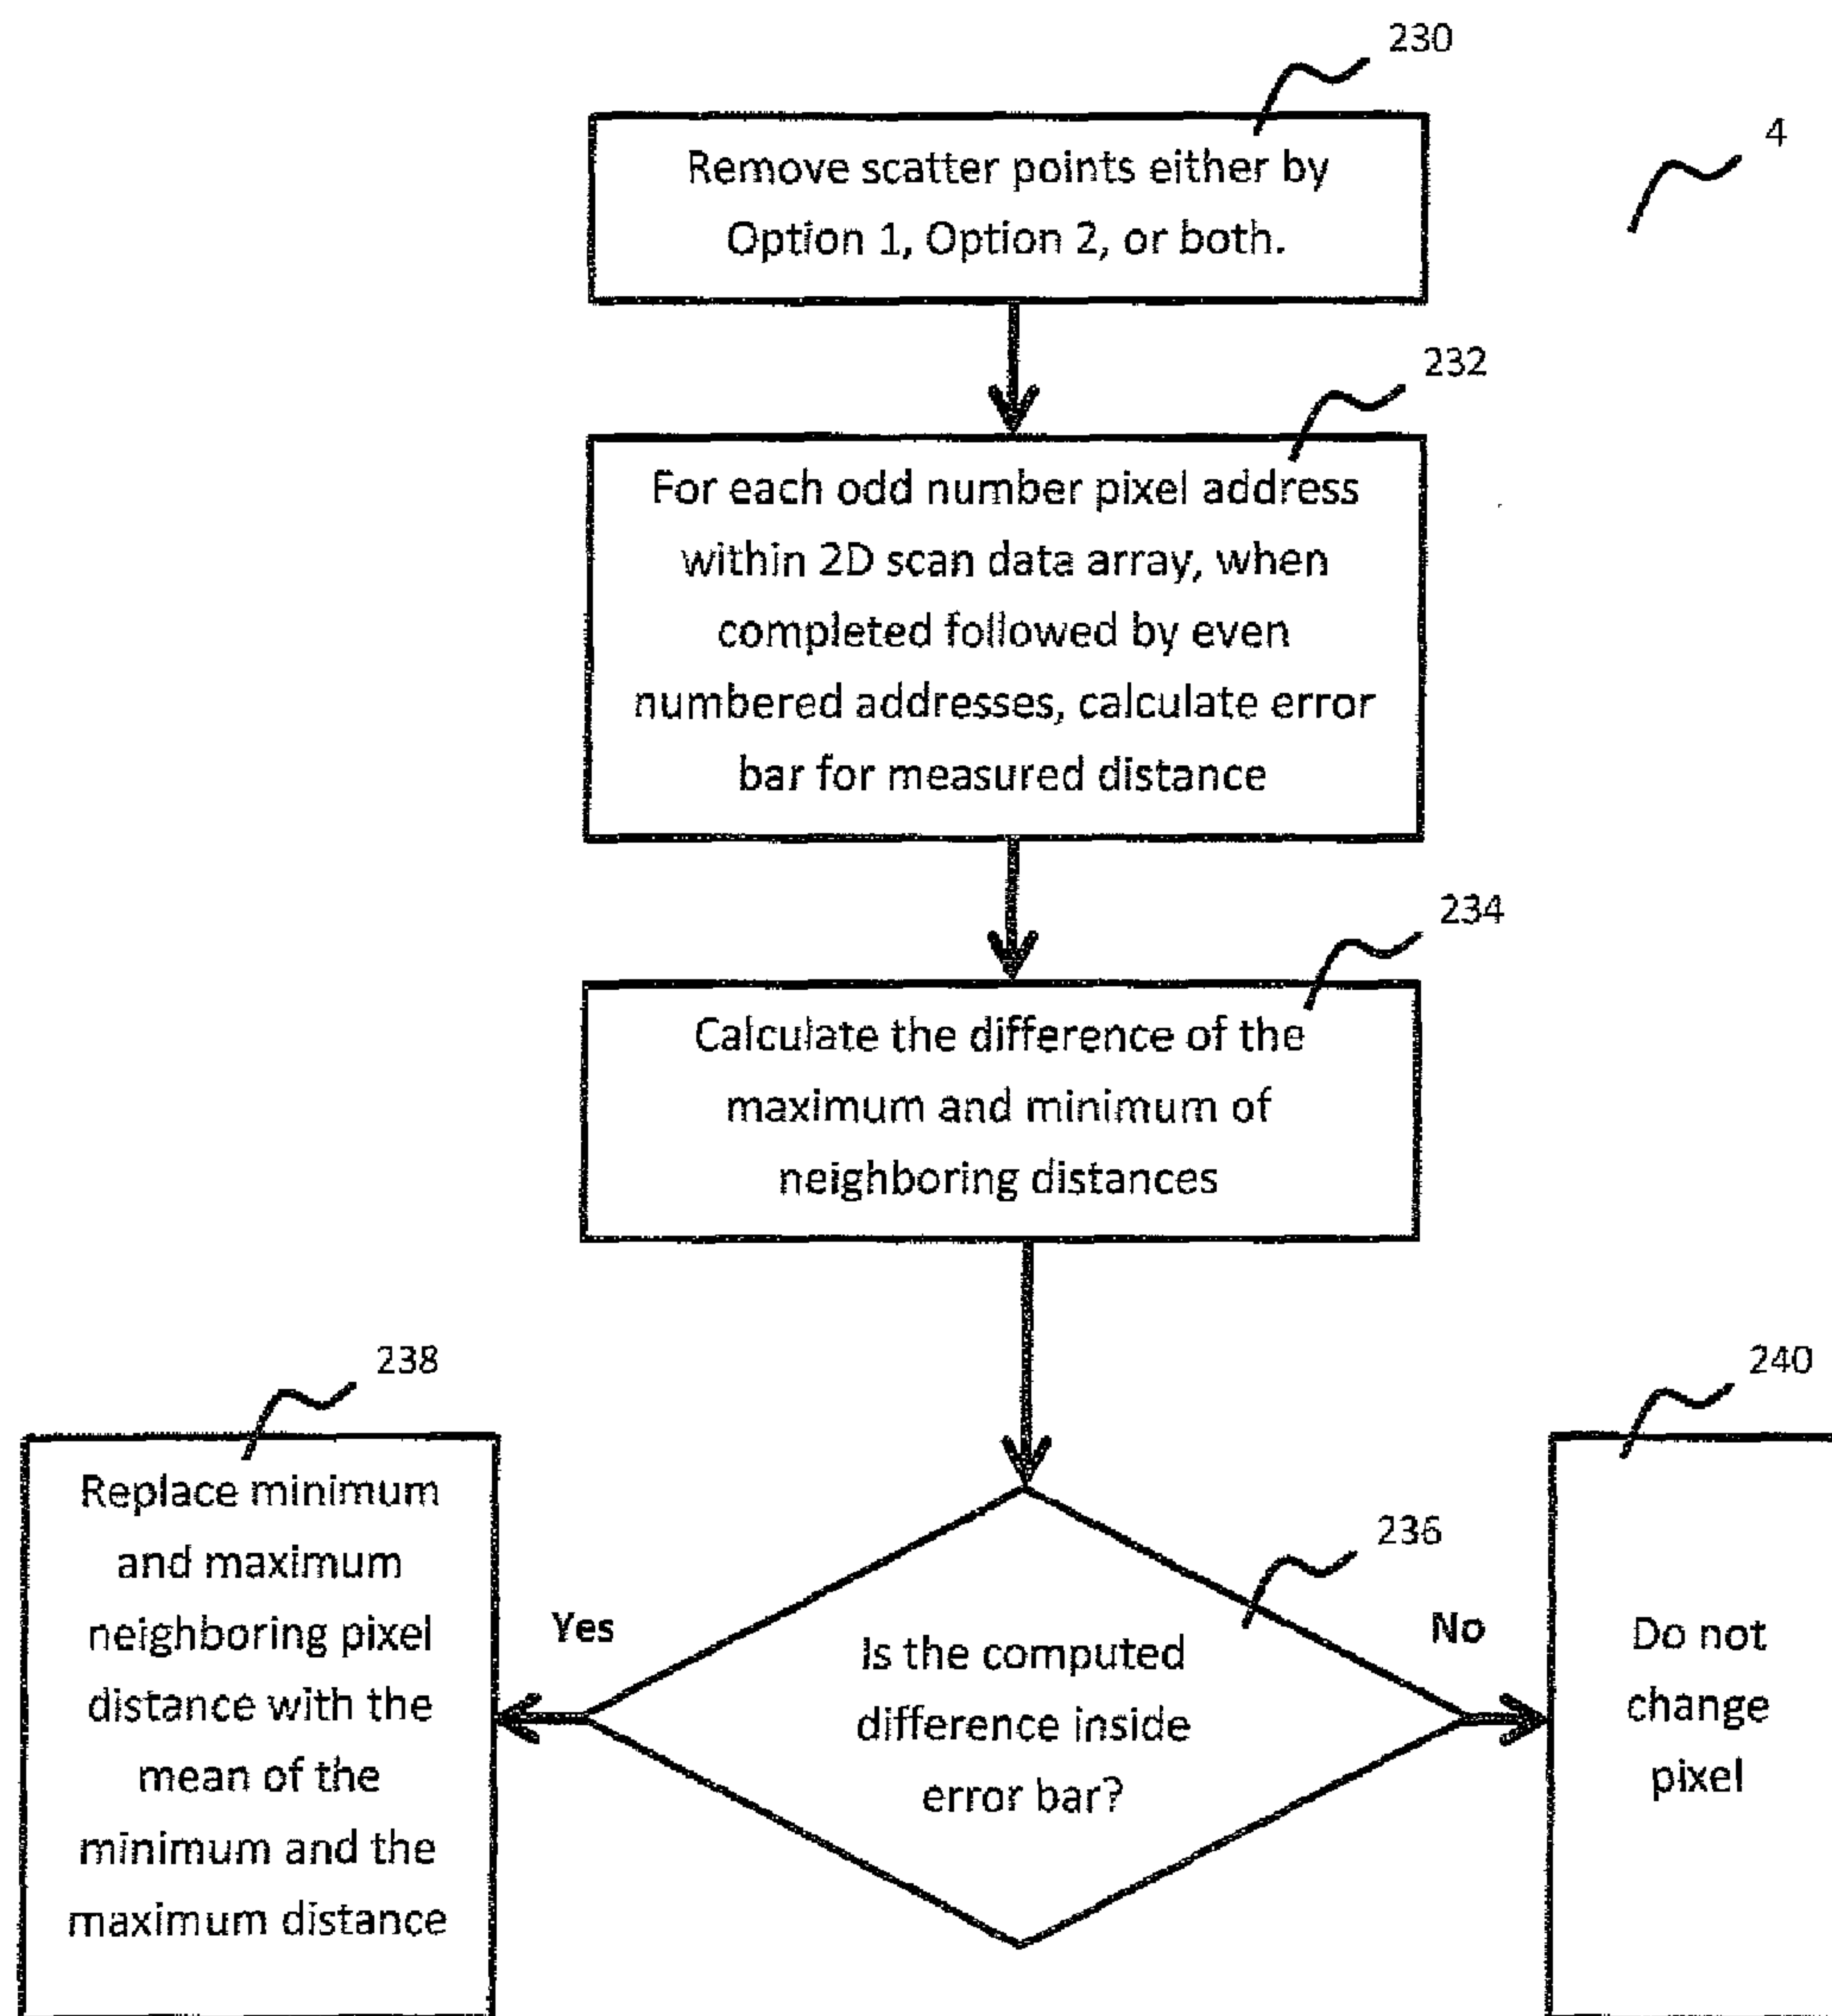 230
Remove scatter points either by
Option 1, Option 2, or both.
4
232
For each odd number pixel address
within 2D scan data array, when
completed followed by even
numbered addresses, calculate error
bar for measured distance
234
Calculate the difference of the
maximum and minimum of
neighboring distances
238
Replace minimum
and maximum
neighboring pixel
distance with the
mean of the
minimum and the
maximum distance
Yes
236
Is the computed
difference inside
error bar?
No
240
Do not
change
pixel